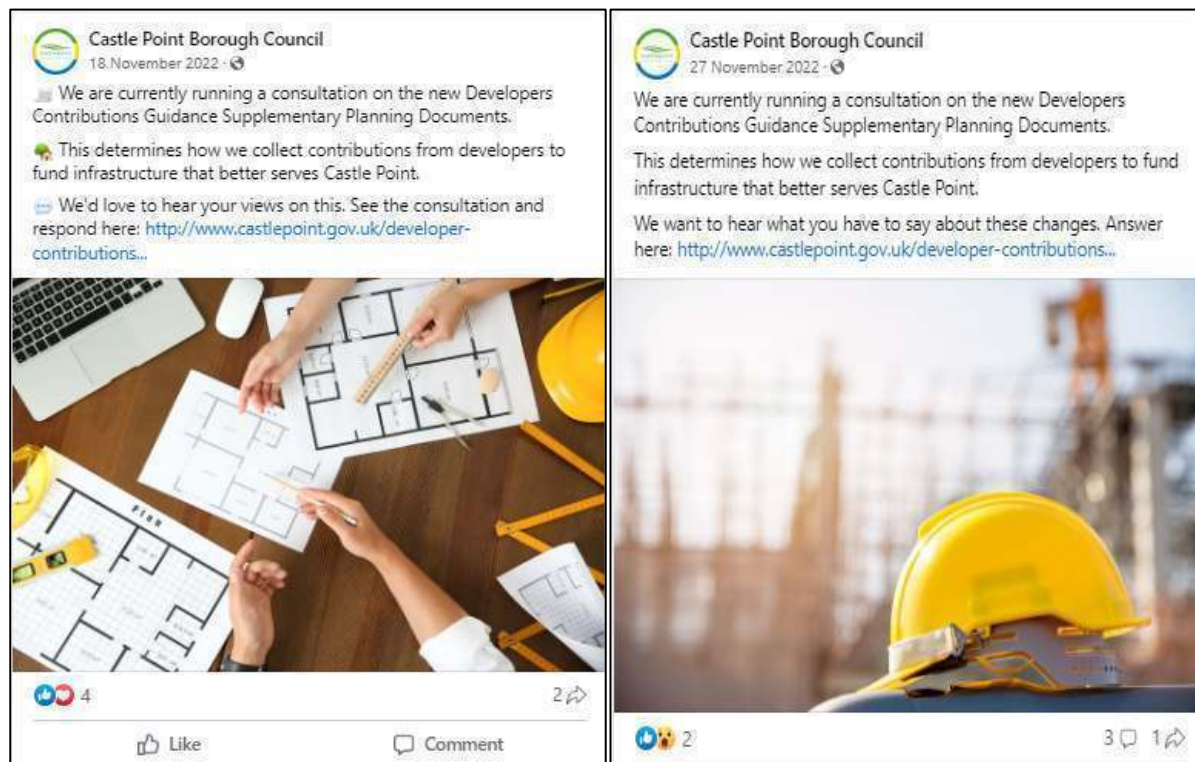 Castle Point Borough Council
18 November 2022
We are currently running a consultation on the new Developers
Contributions Guidance Supplementary Planning Documents.
This determines how we collect contributions from developers to
fund infrastructure that better serves Castle Point.
We'd love to hear your views on this. See the consultation and
respond here: http://www.castlepoint.gov.uk/developer-
contributions...
Plan
4
2
Like
Comment
Castle Point Borough Council
27 November 2022
We are currently running a consultation on the new Developers
Contributions Guidance Supplementary Planning Documents.
This determines how we collect contributions from developers to fund
infrastructure that better serves Castle Point.
We want to hear what you have to say about these changes. Answer
here: http://www.castlepoint.gov.uk/developer-contributions...
2
3
1